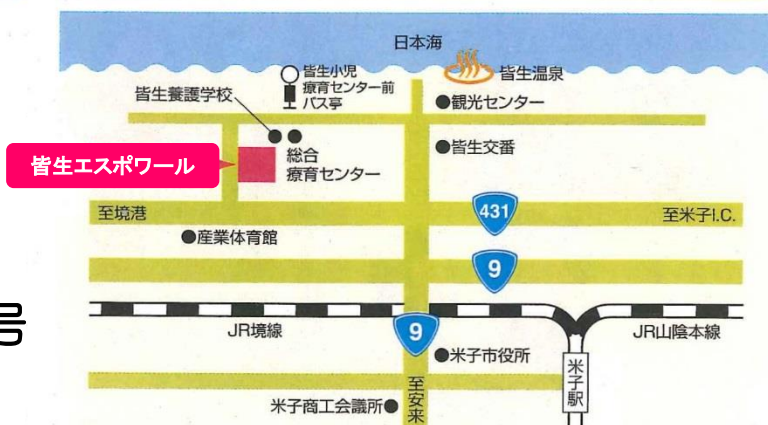 日本海
皆生小児
療育センター前
バス亭
皆生温泉
皆生養護学校
●観光センター
●皆生交番
総合
療育センター
皆生エスポワール
至境港
431
至米子I.C.
●産業体育館
9
号
JR境線
9
JR山陰本線
●米子市役所
米子駅
至安来
米子商工会議所●